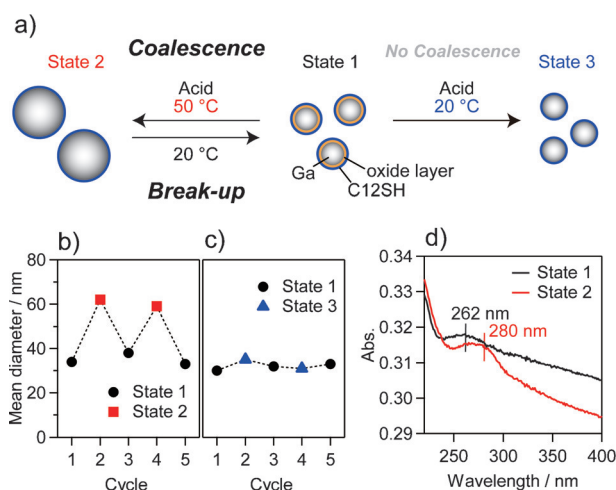 a)
State 2
Coalescence
Acid
50 °C
20 °C
Break-up
State 1
Ga
oxide layer
C12SH
No Coalescence
Acid
20 °C
State 3
b)
Mean diameter / nm
80
60
40
20
0
State 1
State 2
1 2 3 4 5
Cycle
c)
State 1
State 3
1 2 3 4 5
Cycle
d)
Abs.
0.34
0.33
0.32
0.31
0.30
0.29
State 1
State 2
262 nm
280 nm
250 300 350 400
Wavelength / nm